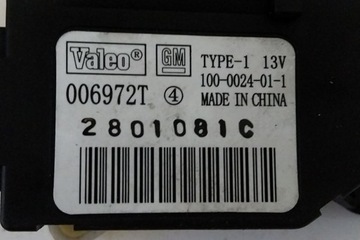 Valeo® GM TYPE-1 13V
100-0024-01-1
006972T ④ MADE IN CHINA
2801081C